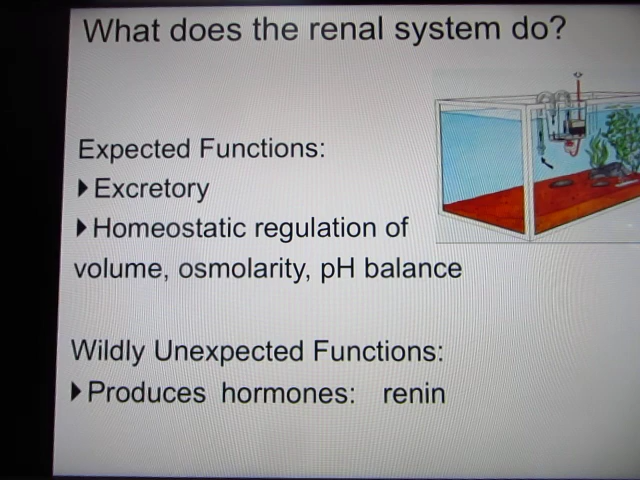 What does the renal system do?
Expected Functions:
Excretory
Homeostatic regulation of
volume, osmolarity, pH balance
Wildly Unexpected Functions:
Produces hormones: renin